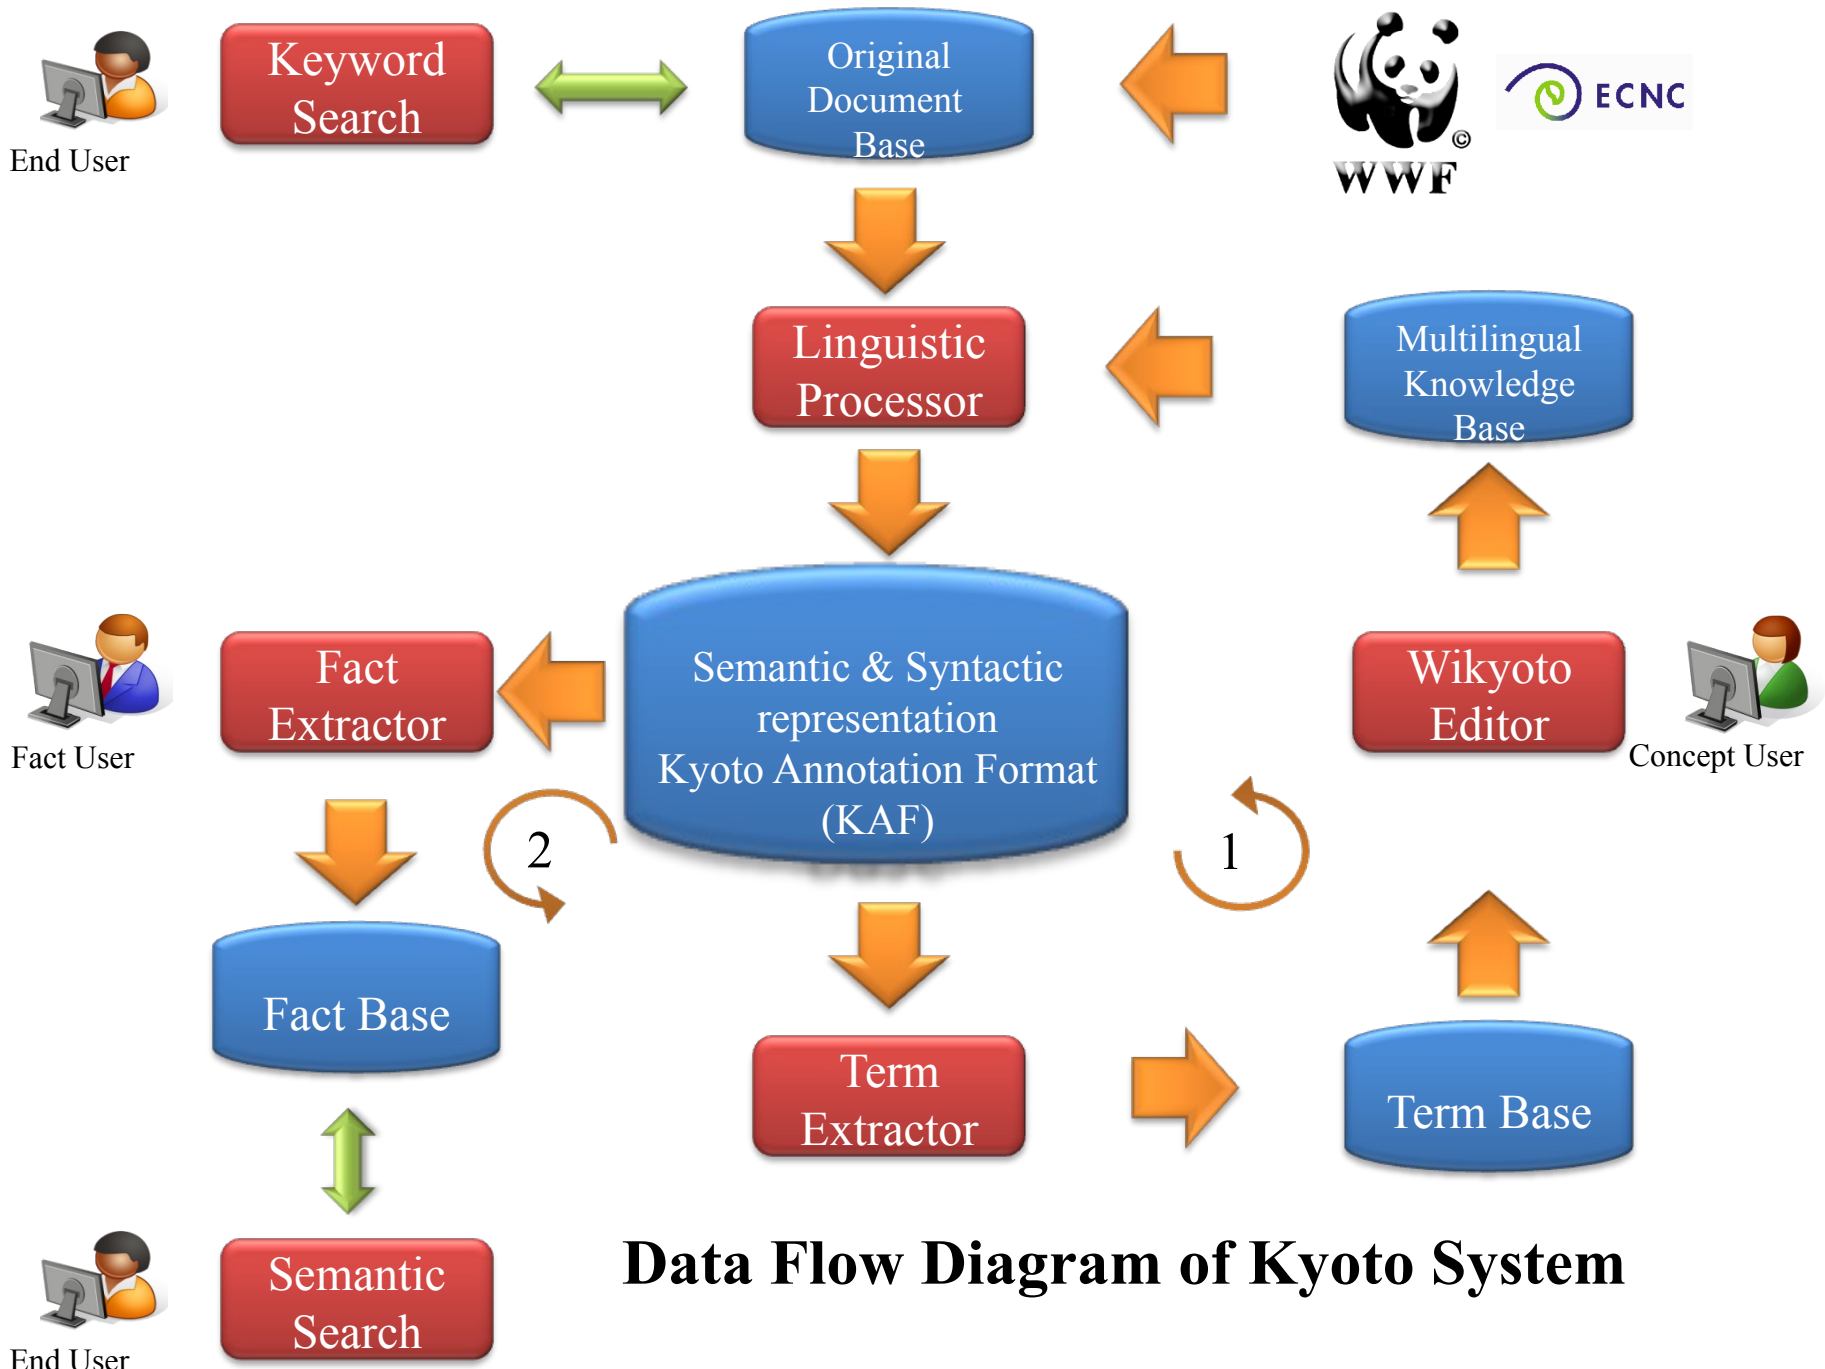 Keyword
Search
End User
Original
Document
Base
©
WWF
ECNC
Linguistic
Processor
Multilingual
Knowledge
Base
Semantic & Syntactic
representation
Kyoto Annotation Format
(KAF)
Fact
Extractor
Fact User
Wikyoto
Editor
Concept User
2
1
Fact Base
Term
Extractor
Term Base
Semantic
Search
End User
Data Flow Diagram of Kyoto System